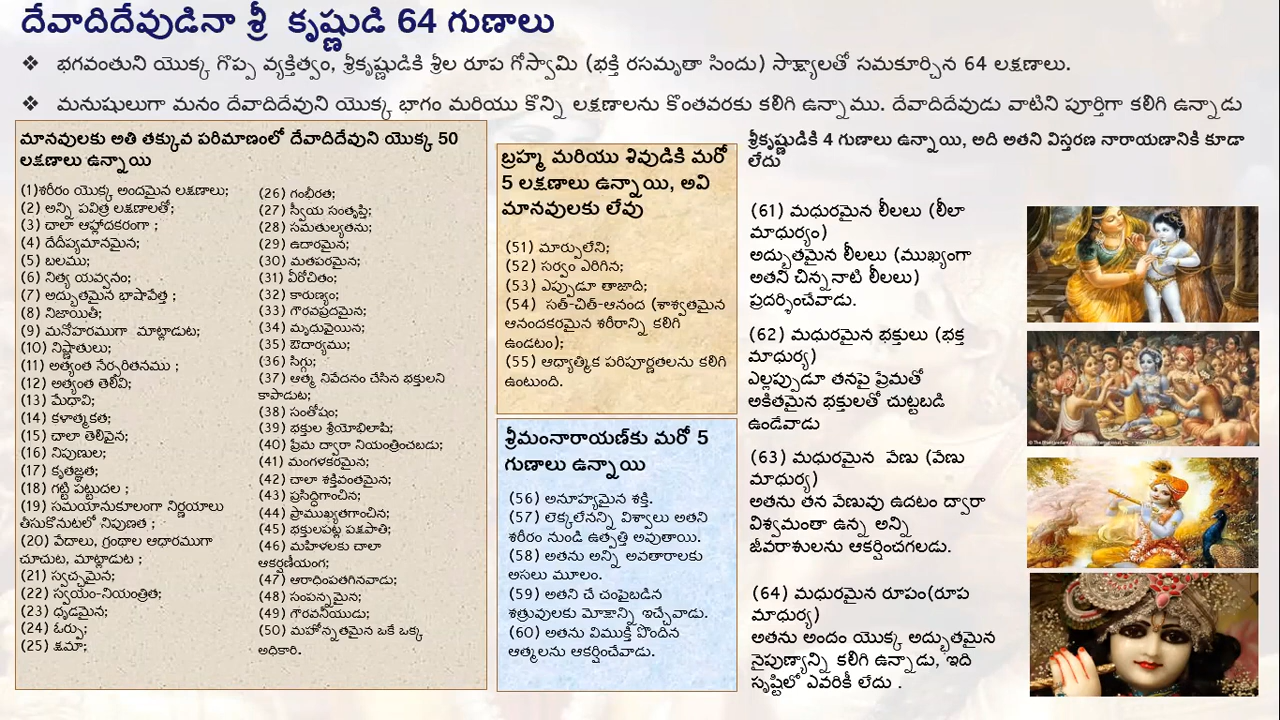 దేవాదిదేవుడినా శ్రీ కృష్ణుడి 64 గుణాలు
❖ భగవంతుని యొక్క గొప్ప వ్యక్తిత్వం, శ్రీకృష్ణుడికి శ్రీల రూప గోస్వామి (భక్తి రసమృతా సిందు) సాక్ష్యాలతో సమకూర్చిన 64 లక్షణాలు.
❖ మనుషులుగా మనం దేవాదిదేవుని యొక్క భాగం మరియు కొన్ని లక్షణాలను కొంతవరకు కలిగి ఉన్నాము. దేవాదిదేవుడు వాటిని పూర్తిగా కలిగి ఉన్నాడు
మానవులకు అతి తక్కువ పరిమాణంలో దేవాదిదేవుని యొక్క 50
లక్షణాలు ఉన్నాయి
(1)శరీరం యొక్క అందమైన లక్షణాలు;
(2) అన్ని పవిత్ర లక్షణాలతో;
(3) చాలా ఆహ్లాదకరంగా ;
(4) దేదీప్యమానమైన;
(5) బలము;
(6) నిత్య యవ్వనం;
(7) అద్భుతమైన భాషావేత్త ;
(8) నిజాయితీ;
(9) మనోహరముగా మాట్లాడుట;
(10) నిష్ణాతులు;
(11) అత్యంత నేర్పరితనము ;
(12) అత్యంత తెలివి;
(13) మేధావి;
(14) కళాత్మకత;
(15) చాలా తెలివైన;
(16) నిపుణుల;
(17) కృతజ్ఞత;
(18) గట్టి పట్టుదల ;
(19) సమయానుకూలంగా నిర్ణయాలు
తీసుకొనుటలో నిపుణత ;
(20) వేదాలు, గ్రంథాల ఆధారముగా
చూచుట, మాట్లాడుట ;
(21) స్వచ్ఛమైన;
(22) స్వయం-నియంత్రిత;
(23) ధృడమైన;
(24) ఓర్పు;
(25) క్షమా;
(26) గంభీరత;
(27) స్వీయ సంతృప్తి;
(28) సమతుల్యతను;
(29) ఉదారమైన;
(30) మతపరమైన;
(31) వీరోచితం;
(32) కారుణ్యం;
(33) గౌరవప్రదమైన;
(34) మృదువైయిన;
(35) ఔదార్యము;
(36) సిగ్గు;
(37) ఆత్మ నివేదనం చేసిన భక్తులని
కాపాడుట;
(38) సంతోషం;
(39) భక్తుల శ్రేయోభిలాషి;
(40) ప్రేమ ద్వారా నియంత్రించబడు;
(41) మంగళకరమైన;
(42) చాలా శక్తివంతమైన;
(43) ప్రసిద్ధిగాంచిన;
(44) ప్రాముఖ్యతగాంచిన;
(45) భక్తులపట్ల పక్షపాతి;
(46) మహిళలకు చాలా
ఆకర్షణీయంగ;
(47) ఆరాధింపతగినవాడు;
(48) సంపన్నమైన;
(49) గౌరవనీయుడు;
(50) మహోన్నతమైన ఒకే ఒక్క
అధికారి.
బ్రహ్మ మరియు శివుడికి మరో
5 లక్షణాలు ఉన్నాయి, అవి
మానవులకు లేవు
(51) మార్పులేని;
(52) సర్వం ఎరిగిన;
(53) ఎప్పుడూ తాజాది;
(54) సత్-చిత్-ఆనంద (శాశ్వతమైన
ఆనందకరమైన శరీరాన్ని కలిగి
ఉండటం);
(55) ఆధ్యాత్మిక పరిపూర్ణతలను కలిగి
ఉంటుంది.
శ్రీమంనారాయణ్‌కు మరో 5
గుణాలు ఉన్నాయి
(56) అనూహ్యమైన శక్తి.
(57) లెక్కలేనన్ని విశ్వాలు అతని
శరీరం నుండి ఉత్పత్తి అవుతాయి.
(58) అతను అన్ని అవతారాలకు
అసలు మూలం.
(59) అతని చే చంపబడిన
శత్రువులకు మోక్షాన్ని ఇచ్చేవాడు.
(60) అతను విముక్తి పొందిన
ఆత్మలను ఆకర్షించేవాడు.
శ్రీకృష్ణుడికి 4 గుణాలు ఉన్నాయి, అది అతని విస్తరణ నారాయణానికి కూడా
లేదు
(61) మధురమైన లీలలు (లీలా
మాధుర్యం)
అద్భుతమైన లీలలు (ముఖ్యంగా
అతని చిన్ననాటి లీలలు)
ప్రదర్శించేవాడు.
(62) మధురమైన భక్తులు (భక్త
మాధుర్య)
ఎల్లప్పుడూ తనపై ప్రేమతో
అకితమైన భక్తులతో చుట్టబడి
ఉండేవాడు
(63) మధురమైన వేణు (వేణు
మాధుర్య)
అతను తన వేణువు ఉదటం ద్వారా
విశ్వమంతా ఉన్న అన్ని
జీవరాశులను ఆకర్షించగలడు.
(64) మధురమైన రూపం(రూప
మాధుర్య)
అతను అందం యొక్క అద్భుతమైన
నైపుణ్యాన్ని కలిగి ఉన్నాడు, ఇది
సృష్టిలో ఎవరికీ లేదు .